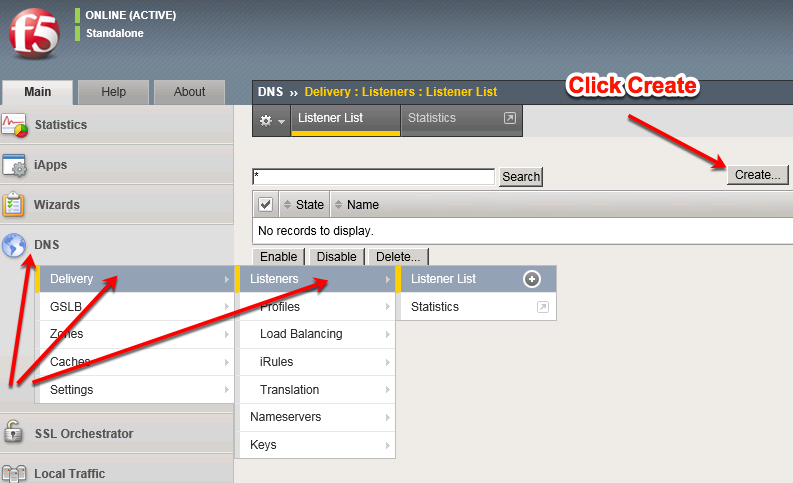 f5
ONLINE (ACTIVE)
Standalone
Main
Help
About
DNS ›› Delivery : Listeners : Listener List
Click Create
Listener List
Statistics
Statistics
iApps
Wizards
DNS
*
Search
Create...
State
Name
No records to display.
Enable
Disable
Delete...
Delivery
GSLB
Zones
Caches
Settings
Listeners
Profiles
Load Balancing
iRules
Translation
Nameservers
Keys
Listener List
Statistics
SSL Orchestrator
Local Traffic